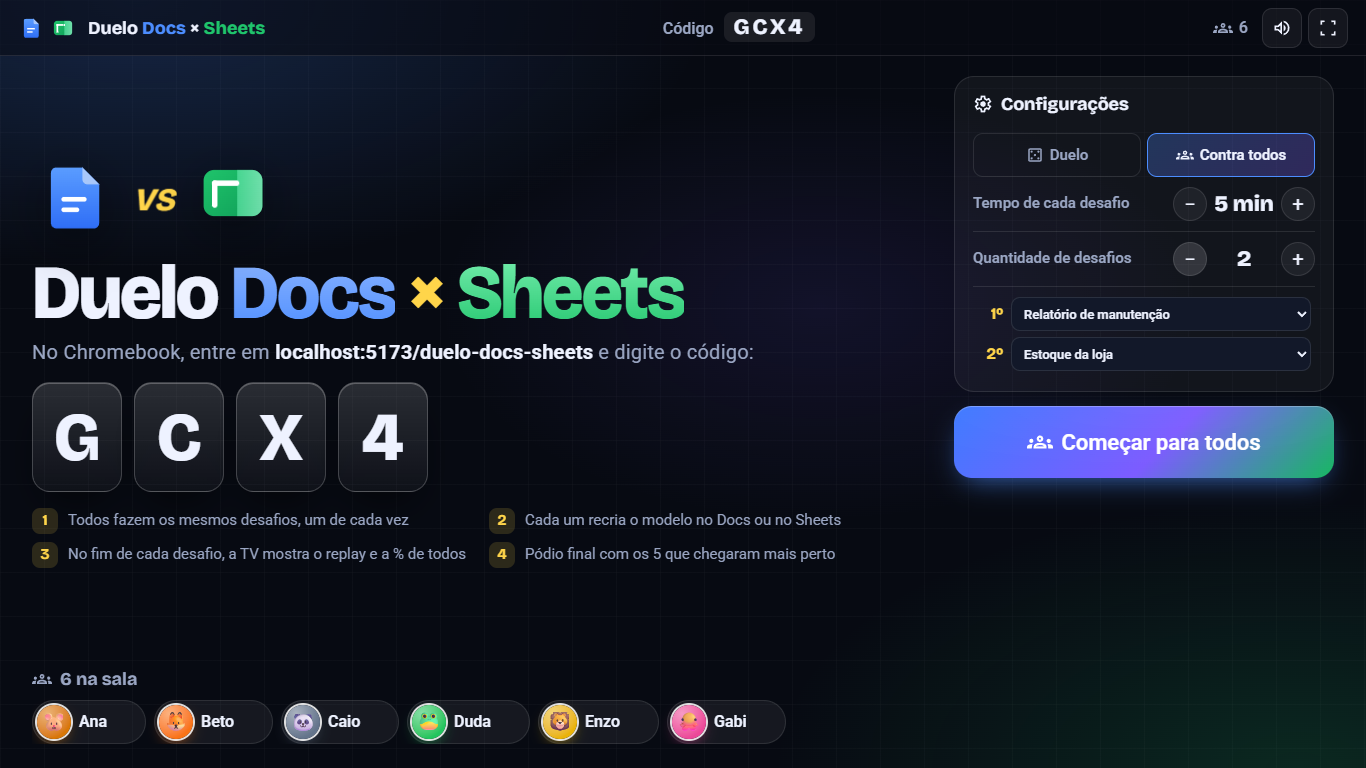 Duelo Docs × Sheets
Código GCX4
6
Configurações
Duelo
Contra todos
Tempo de cada desafio − 5 min +
Quantidade de desafios − 2 +
1º Relatório de manutenção
2º Estoque da loja
Começar para todos
VS
Duelo Docs × Sheets
No Chromebook, entre em localhost:5173/duelo-docs-sheets e digite o código:
G C X 4
1 Todos fazem os mesmos desafios, um de cada vez
2 Cada um recria o modelo no Docs ou no Sheets
3 No fim de cada desafio, a TV mostra o replay e a % de todos
4 Pódio final com os 5 que chegaram mais perto
6 na sala
Ana
Beto
Caio
Duda
Enzo
Gabi